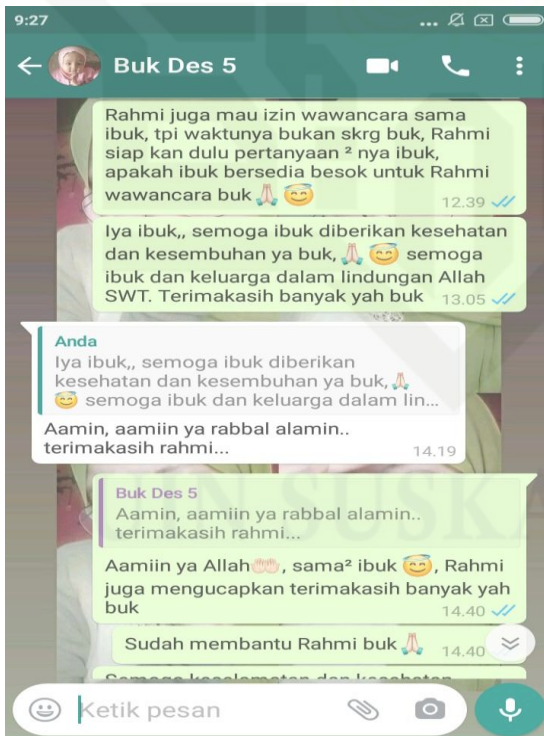 9:27
Buk Des 5
Rahmi juga mau izin wawancara sama
ibuk, tpi waktunya bukan skrg buk, Rahmi
siap kan dulu pertanyaan ² nya ibuk,
apakah ibuk bersedia besok untuk Rahmi
wawancara buk🙏🏻😇
12.39
Iya ibuk,, semoga ibuk diberikan kesehatan
dan kesembuhan ya buk,🙏🏻😇 semoga
ibuk dan keluarga dalam lindungan Allah
SWT. Terimakasih banyak yah buk 13.05
Anda
Iya ibuk,, semoga ibuk diberikan
kesehatan dan kesembuhan ya buk,🙏🏻
😇 semoga ibuk dan keluarga dalam lin...
Aamin, aamiin ya rabbal alamin..
terimakasih rahmi...
14.19
Buk Des 5
Aamin, aamiin ya rabbal alamin..
terimakasih rahmi...
Aamiin ya Allah🤲🏻, sama² ibuk😇, Rahmi
juga mengucapkan terimakasih banyak yah
buk
14.40
Sudah membantu Rahmi buk🙏🏻 14.40
Semoga keselamatan dan kesehatan
Ketik pesan
SUSKA